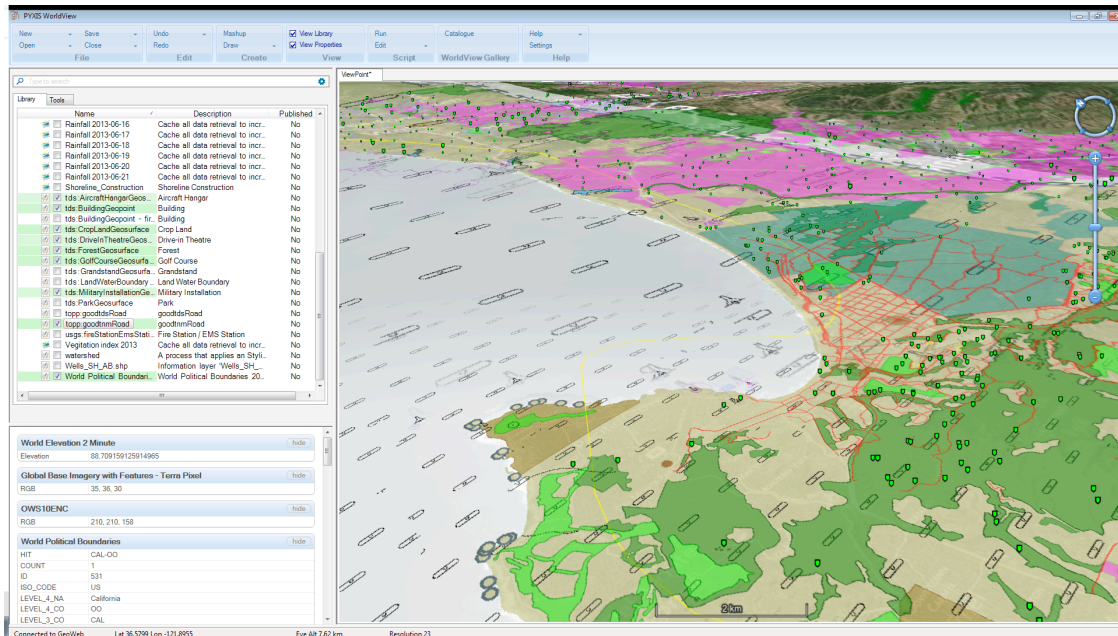 PYXIS WorldView
New Save Undo Mashup View Library Run Catalogue Help
Open Close Redo Draw View Properties Edit Settings
File Edit Create View Script WorldView Gallery Help
Type to search
ViewPoint*
Library Tools
Name Description Published
Rainfall 2013-06-16 Cache all data retrieval to incr... No
Rainfall 2013-06-17 Cache all data retrieval to incr... No
Rainfall 2013-06-18 Cache all data retrieval to incr... No
Rainfall 2013-06-19 Cache all data retrieval to incr... No
Rainfall 2013-06-20 Cache all data retrieval to incr... No
Rainfall 2013-06-21 Cache all data retrieval to incr... No
Shoreline_Construction Shoreline Construction No
tds:AircraftHangarGeos... Aircraft Hangar No
tds:BuildingGeopoint Building No
tds:BuildingGeopoint - fir... Building No
tds:CropLandGeosurface Crop Land No
tds:DriveInTheatreGeos... Drive-in Theatre No
tds:ForestGeosurface Forest No
tds:GolfCourseGeosurfa... Golf Course No
tds:GrandstandGeosurfa... Grandstand No
tds:LandWaterBoundary ... Land Water Boundary No
tds:MilitaryInstallationGe... Military Installation No
tds:ParkGeosurface Park No
topp:goodtdsRoad goodtdsRoad No
topp:goodtnmRoad goodtnmRoad No
usgs:fireStationEmsStati... Fire Station / EMS Station No
Vegitation index 2013 Cache all data retrieval to incr... No
watershed A process that applies an Styli... No
Wells_SH_AB.shp Information layer 'Wells_SH_... No
World Political Boundari... World Political Boundaries 20... No
World Elevation 2 Minute hide
Elevation 88.709159125914965
Global Base Imagery with Features - Terra Pixel hide
RGB 35, 36, 30
OWS10ENC hide
RGB 210, 210, 158
World Political Boundaries hide
HIT CAL-OO
COUNT 1
ID 531
ISO_CODE US
LEVEL_4_NA California
LEVEL_4_CO OO
LEVEL_3_CO CAL
2 km
Connected to GeoWeb Lat 36.5799 Lon -121.8955 Eye Alt 7.62 km Resolution 23